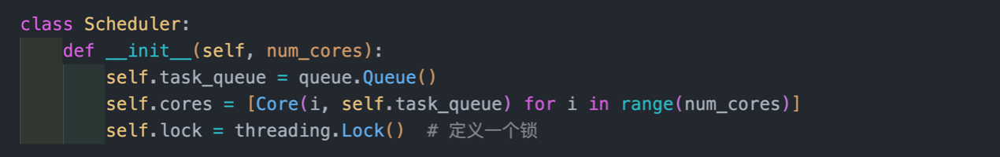 class Scheduler:
    def __init__(self, num_cores):
        self.task_queue = queue.Queue()
        self.cores = [Core(i, self.task_queue) for i in range(num_cores)]
        self.lock = threading.Lock()  # 定义一个锁